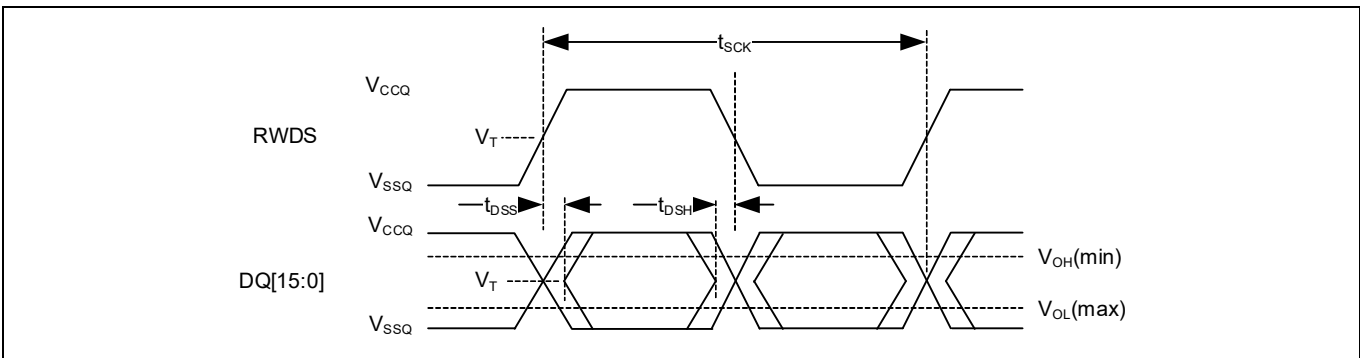 tSCK
VCCQ
RWDS
VT
VSSQ
tDSS
tDSH
VCCQ
VOH(min)
DQ[15:0]
VT
VOL(max)
VSSQ